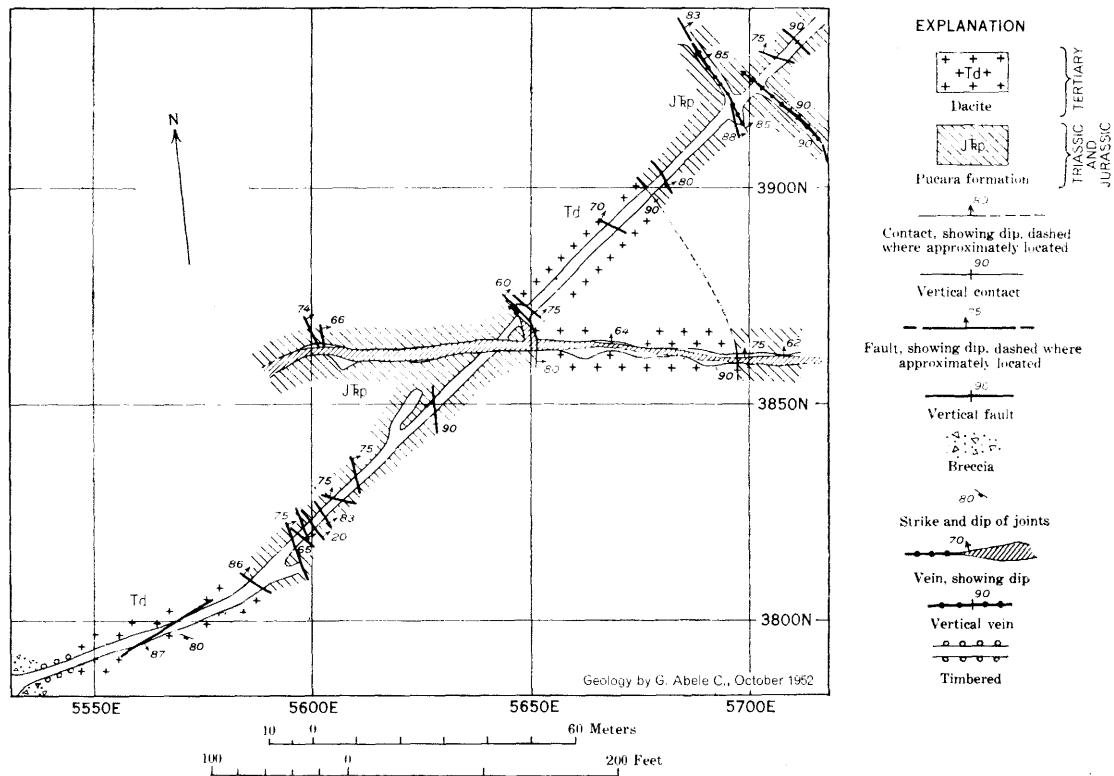 EXPLANATION
Td
Dacite
TERTIARY
JTRp
Pucara formation
TRIASSIC AND JURASSIC
Contact, showing dip, dashed
where approximately located
90
Vertical contact
75
Fault, showing dip, dashed where
approximately located
90
Vertical fault
Breccia
80
Strike and dip of joints
70
Vein, showing dip
90
Vertical vein
Timbered
N
83
85
75
90
JTRp
90
90
88
85
3900N
80
90
70
Td
60
75
74
66
64
75
62
80
90
JTRp
3850N
90
75
75
75
83
20
65
86
Td
3800N
80
87
Geology by G. Abele C., October 1952
5550E 5600E 5650E 5700E
10 0 60 Meters
100 0 200 Feet